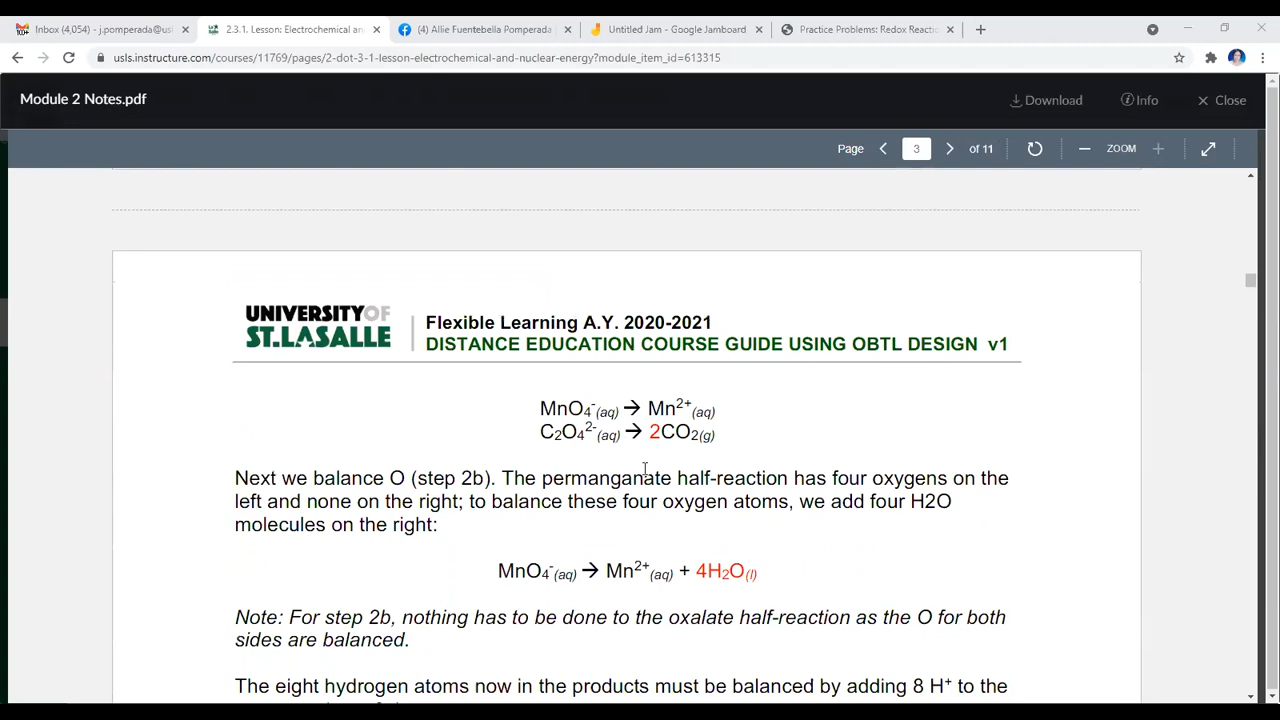 Inbox (4,054) - j.pomperada@us
2.3.1. Lesson: Electrochemical an
(4) Allie Fuentebella Pomperada |
Untitled Jam - Google Jamboard
Practice Problems: Redox Reacti
usls.instructure.com/courses/11769/pages/2-dot-3-1-lesson-electrochemical-and-nuclear-energy?module_item_id=613315
Module 2 Notes.pdf
Download
Info
Close
Page 3 of 11
ZOOM
UNIVERSITYOF
ST.LASALLE
Flexible Learning A.Y. 2020-2021
DISTANCE EDUCATION COURSE GUIDE USING OBTL DESIGN v1
MnO₄⁻(aq) → Mn²⁺(aq)
C₂O₄²⁻(aq) → 2CO₂(g)
Next we balance O (step 2b). The permanganate half-reaction has four oxygens on the
left and none on the right; to balance these four oxygen atoms, we add four H2O
molecules on the right:
MnO₄⁻(aq) → Mn²⁺(aq) + 4H₂O(l)
Note: For step 2b, nothing has to be done to the oxalate half-reaction as the O for both
sides are balanced.
The eight hydrogen atoms now in the products must be balanced by adding 8 H⁺ to the